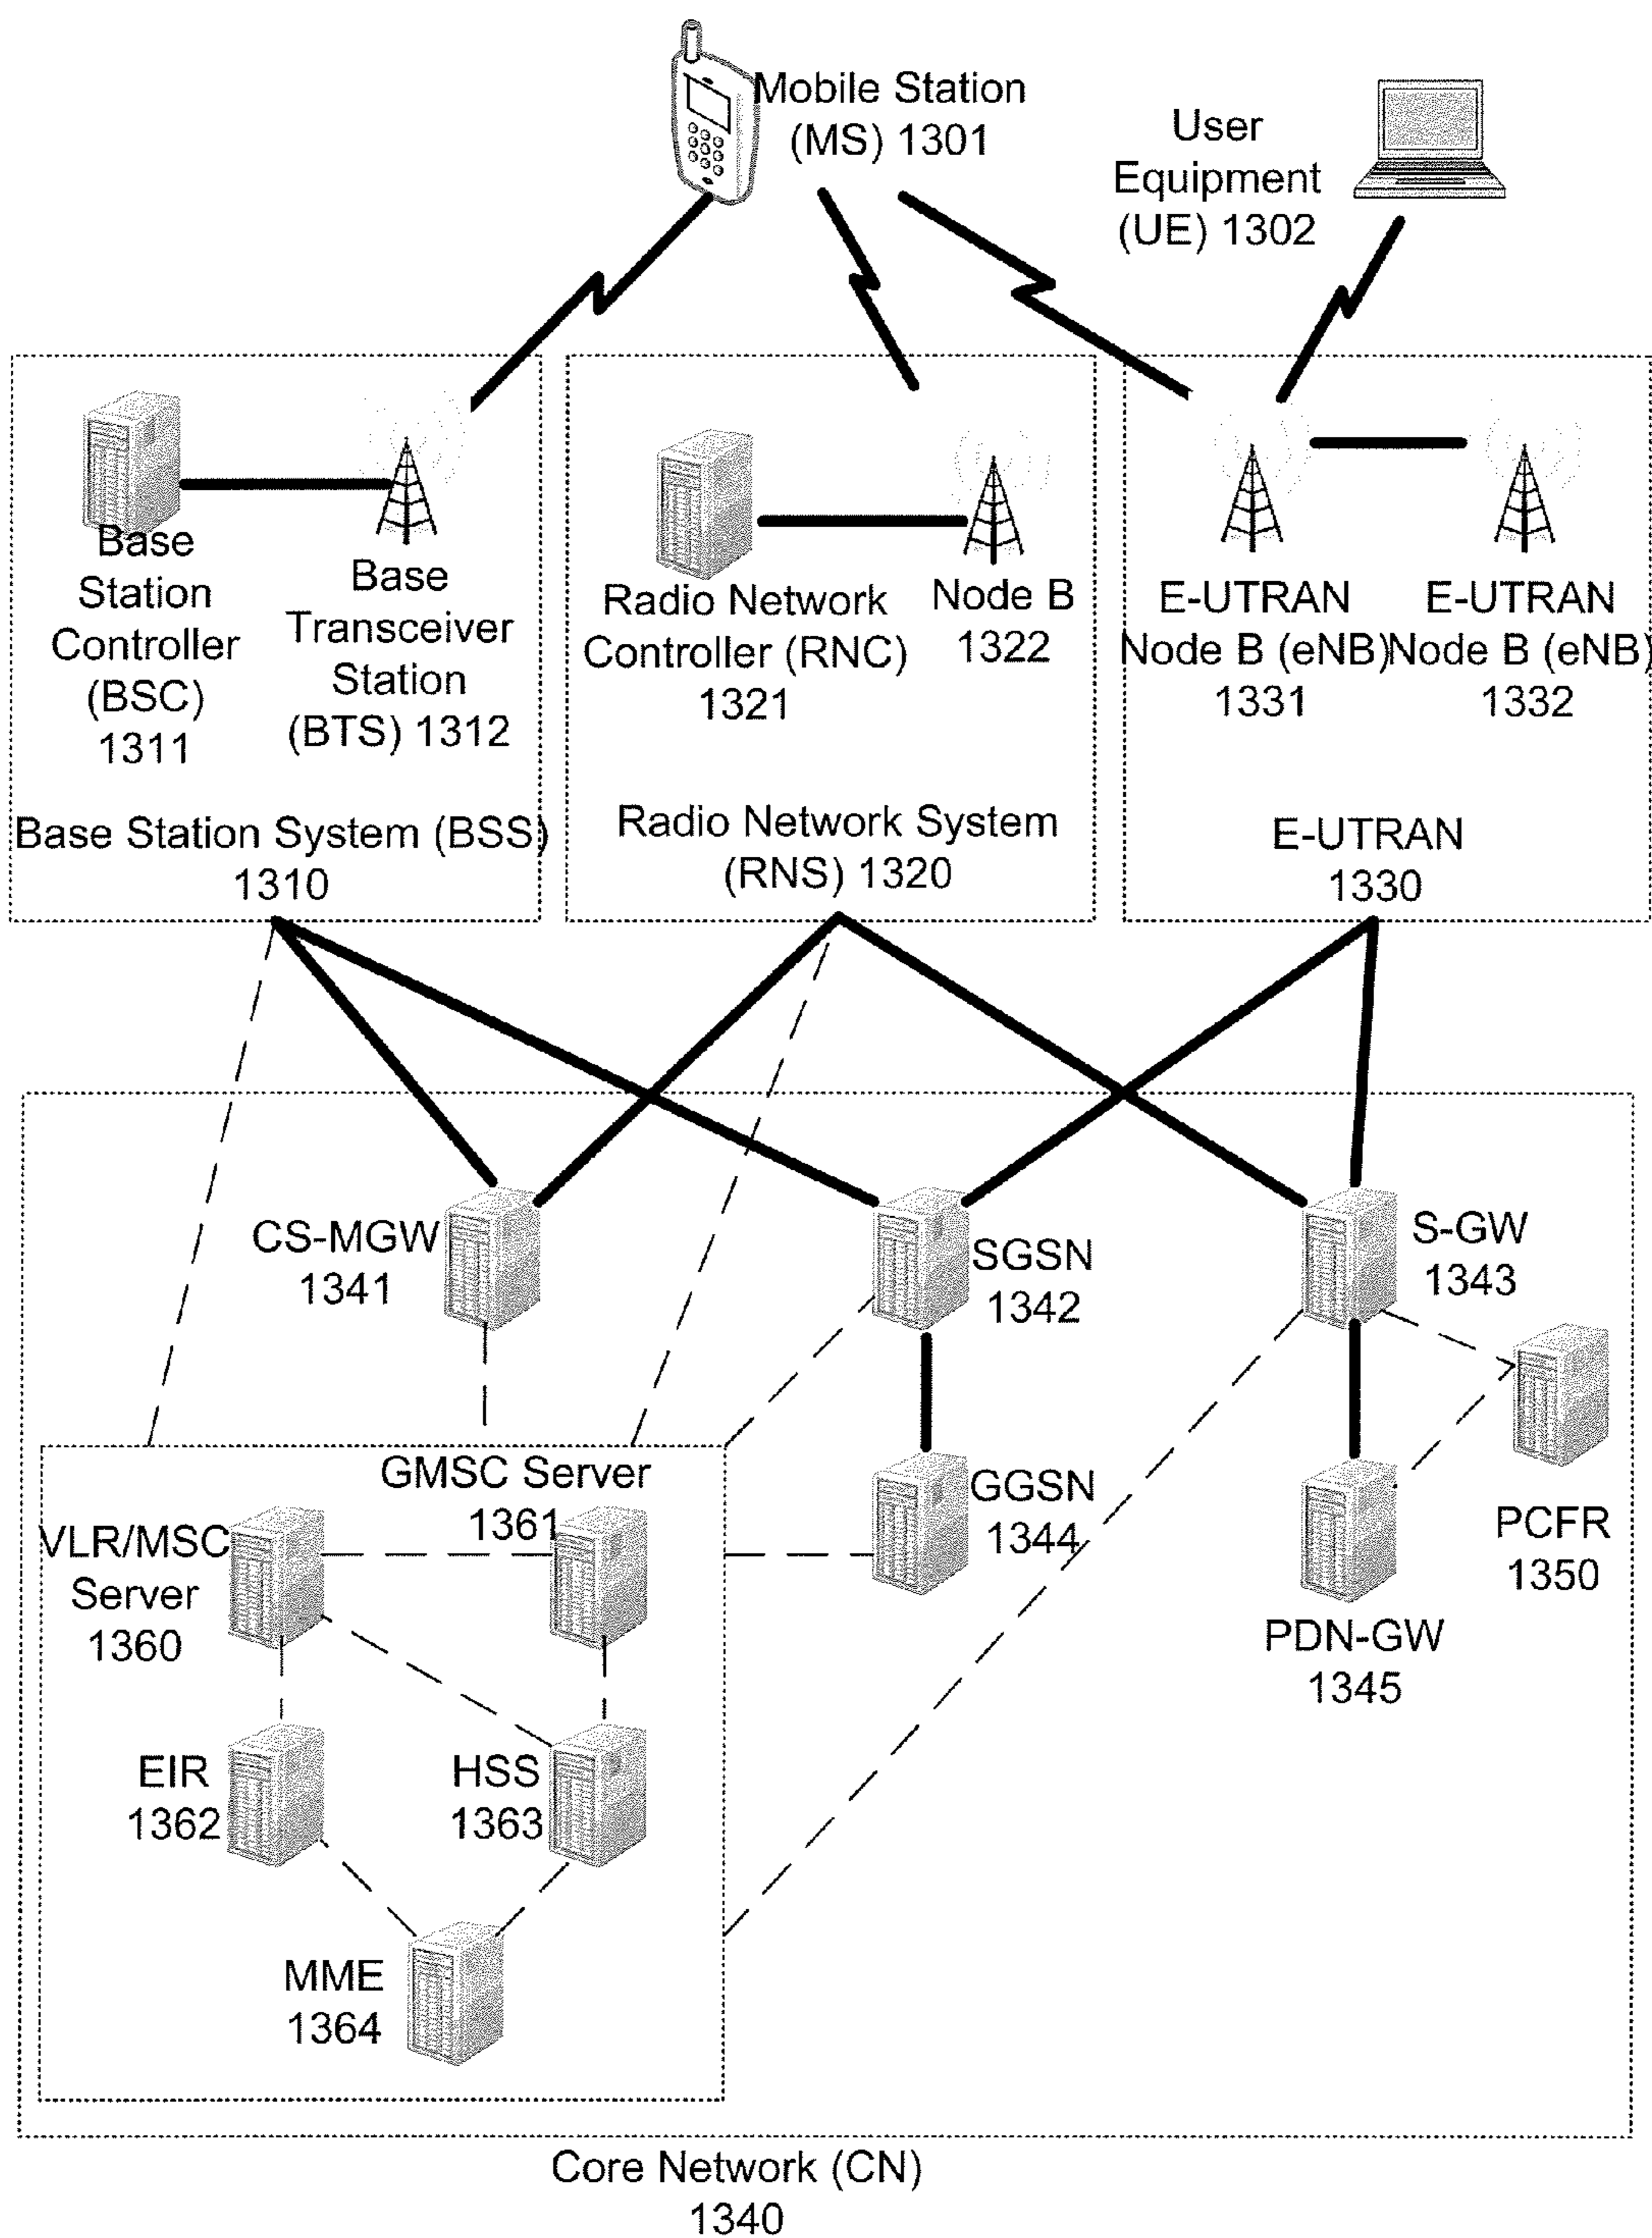 Mobile Station
(MS) 1301
User
Equipment
(UE) 1302
Base
Station
Controller
(BSC)
1311
Base
Transceiver
Station
(BTS) 1312
Base Station System (BSS)
1310
Radio Network
Controller (RNC)
1321
Node B
1322
Radio Network System
(RNS) 1320
E-UTRAN
Node B (eNB)
1331
E-UTRAN
Node B (eNB)
1332
E-UTRAN
1330
CS-MGW
1341
SGSN
1342
S-GW
1343
GMSC Server
1361
VLR/MSC
Server
1360
GGSN
1344
PCFR
1350
PDN-GW
1345
EIR
1362
HSS
1363
MME
1364
Core Network (CN)
1340